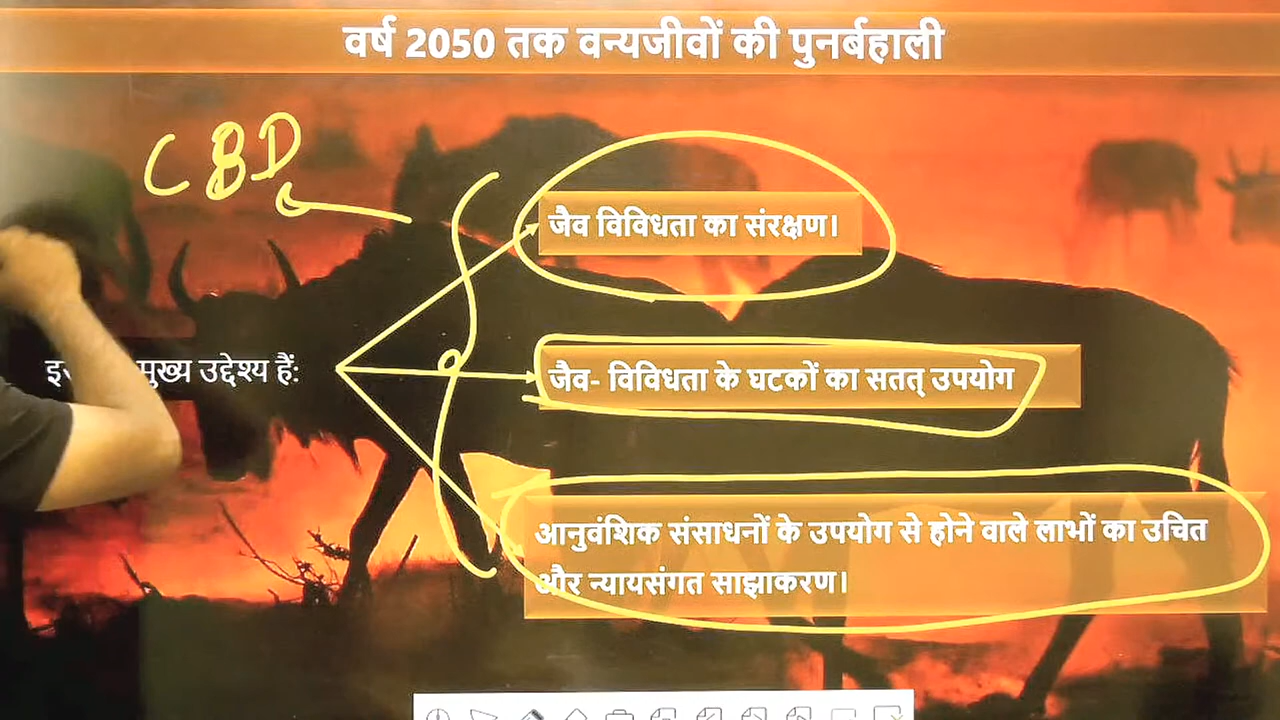 वर्ष 2050 तक वन्यजीवों की पुनर्बहाली
CBD
जैव विविधता का संरक्षण।
मुख्य उद्देश्य हैं:
जैव- विविधता के घटकों का सतत् उपयोग
आनुवंशिक संसाधनों के उपयोग से होने वाले लाभों का उचित
और न्यायसंगत साझाकरण।